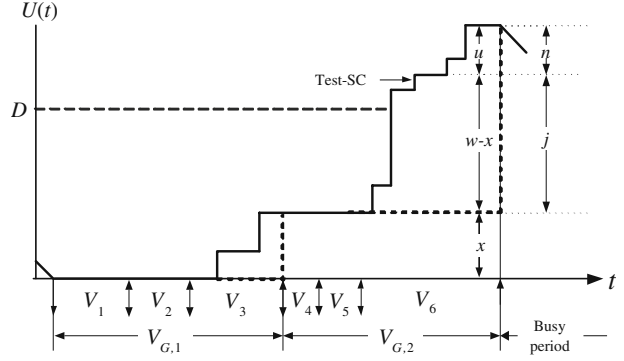 U(t)
u
n
Test-SC
D
w-x
j
x
t
V1 V2 V3 V4 V5 V6
VG,1 VG,2 Busy period